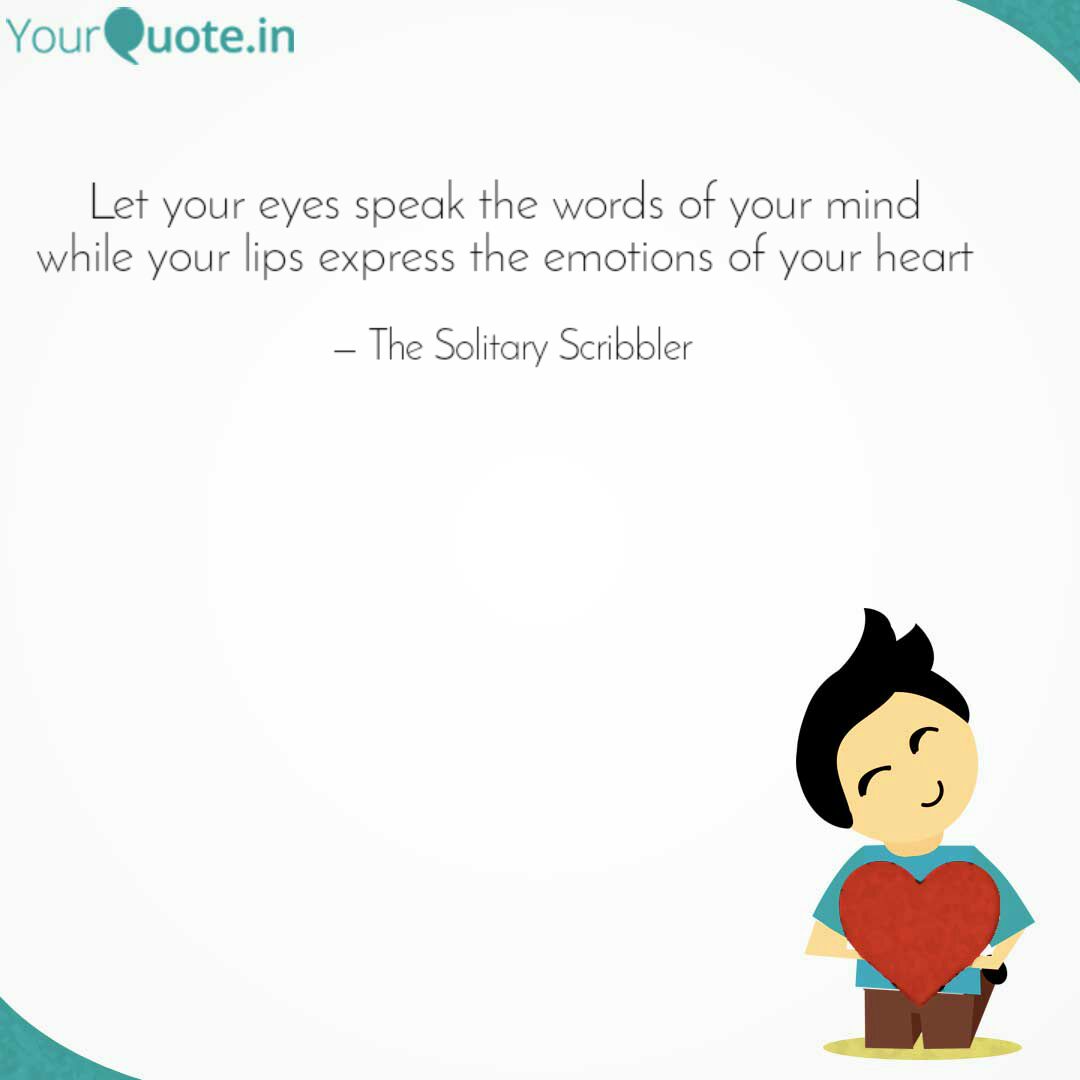 YourQuote.in
Let your eyes speak the words of your mind
while your lips express the emotions of your heart
– The Solitary Scribbler